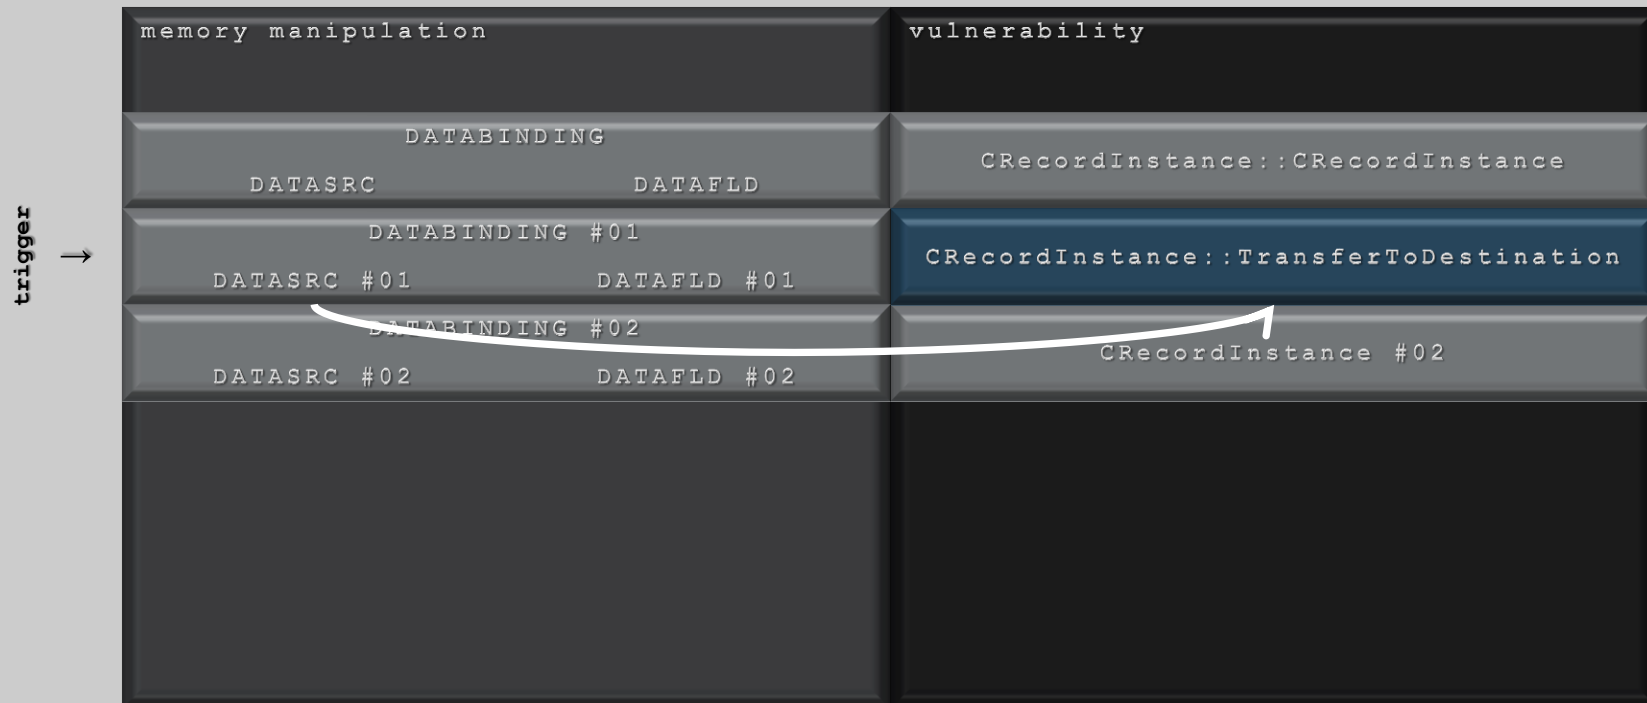 memory manipulation
vulnerability
DATABINDING
DATASRC DATAFLD
CRecordInstance::CRecordInstance
trigger →
DATABINDING #01
DATASRC #01 DATAFLD #01
CRecordInstance::TransferToDestination
DATABINDING #02
DATASRC #02 DATAFLD #02
CRecordInstance #02